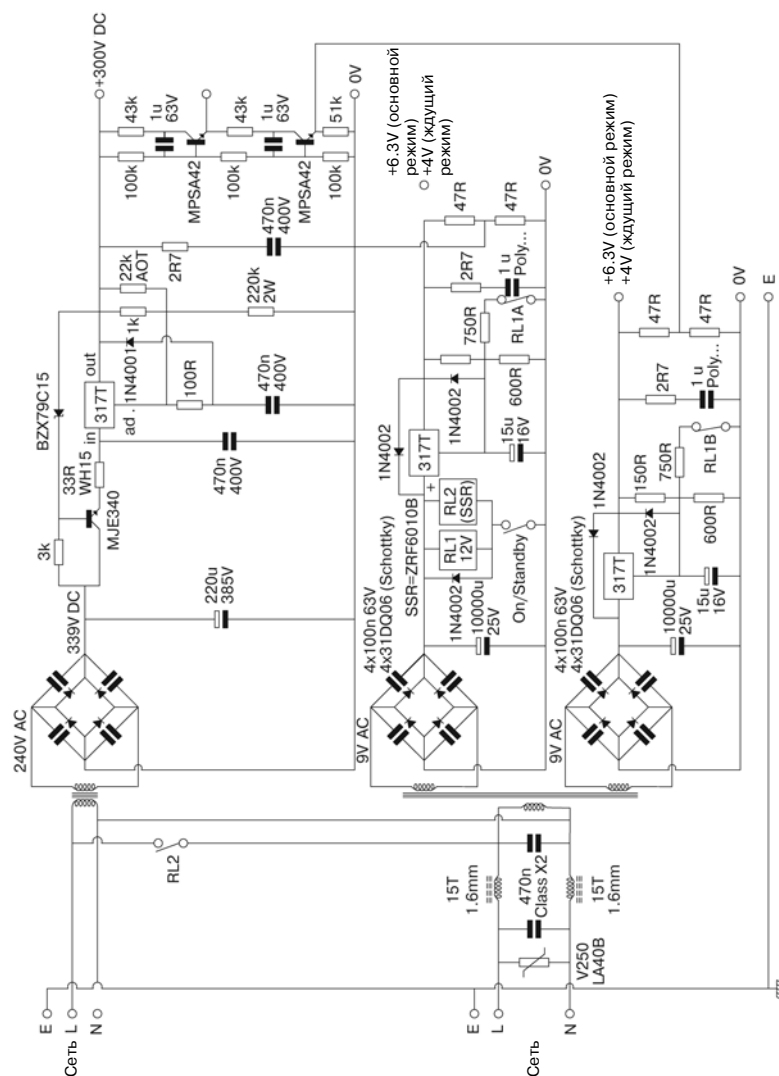 240V AC
BZX79C15
3k
33R
WH15
MJE340
in
317T
out
ad.
1N4001
1k
22k
AOT
43k
1u
63V
100k
+300V DC
MPSA42
339V DC
100R
2R7
220k
2W
100k
43k
1u
63V
MPSA42
220u
385V
470n
400V
470n
400V
470n
400V
100k
51k
0V
E
L
N
Сеть
RL2
9V AC
4x100n 63V
4x31DQ06 (Schottky)
SSR=ZRF6010B
1N4002
317T
+6.3V (основной
режим)
+4V (ждущий
режим)
10000u
25V
1N4002
RL1
12V
RL2
(SSR)
+
On/Standby
1N4002
15u
16V
600R
750R
RL1A
2R7
1u
Poly...
47R
47R
0V
E
L
N
Сеть
V250
LA40B
15T
1.6mm
470n
Class X2
15T
1.6mm
9V AC
4x100n 63V
4x31DQ06 (Schottky)
1N4002
317T
+6.3V (основной режим)
+4V (ждущий режим)
10000u
25V
1N4002
15u
16V
150R
600R
750R
RL1B
2R7
1u
Poly...
47R
47R
0V
E